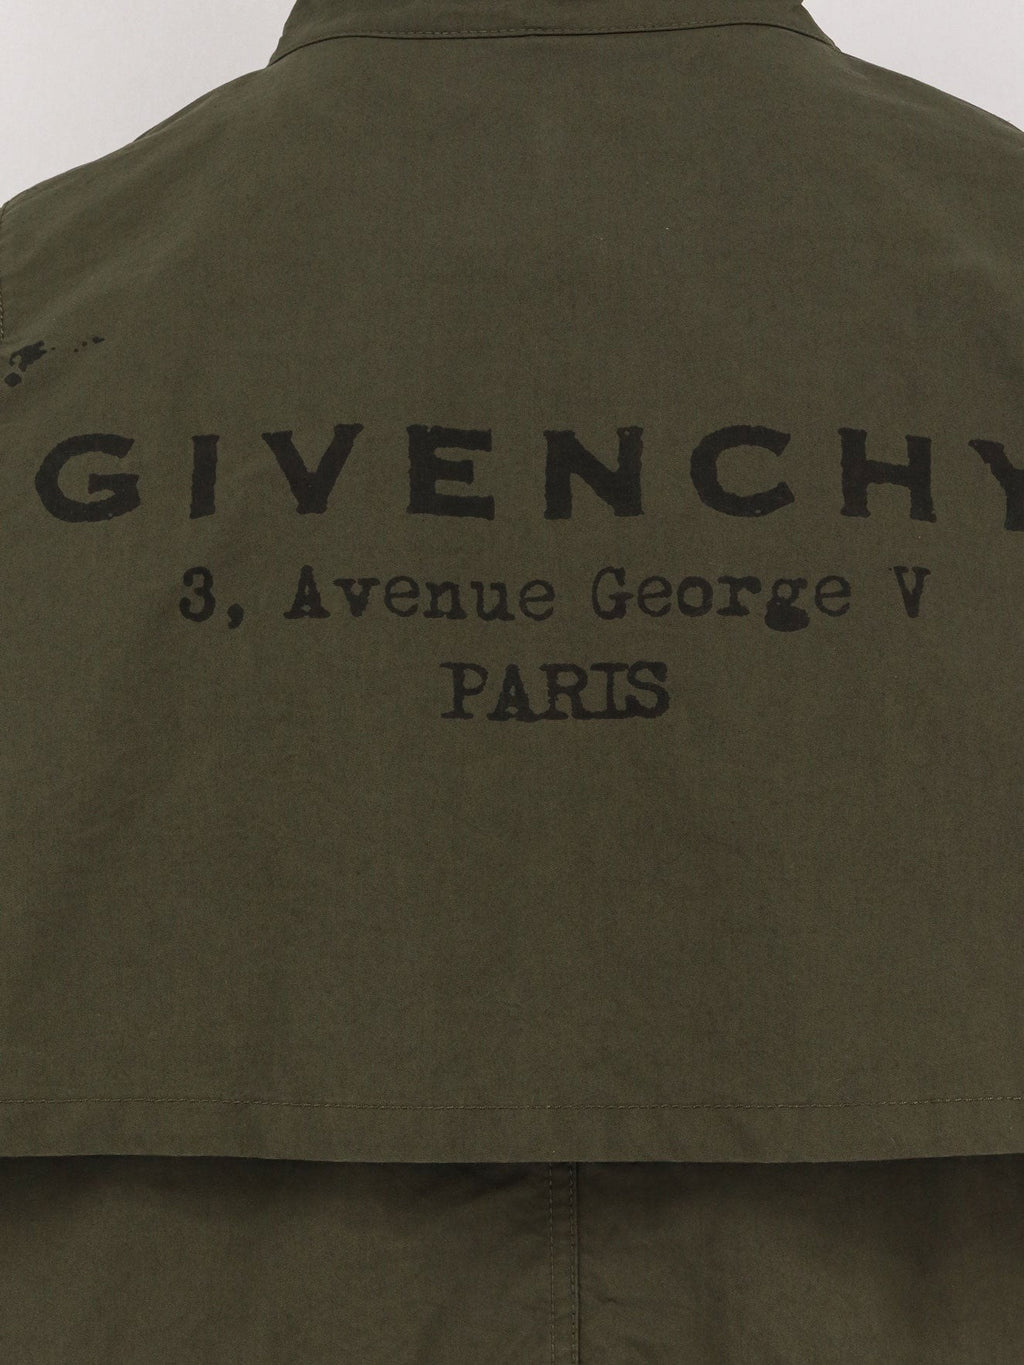 GIVENCHY
3, Avenue George V
PARIS